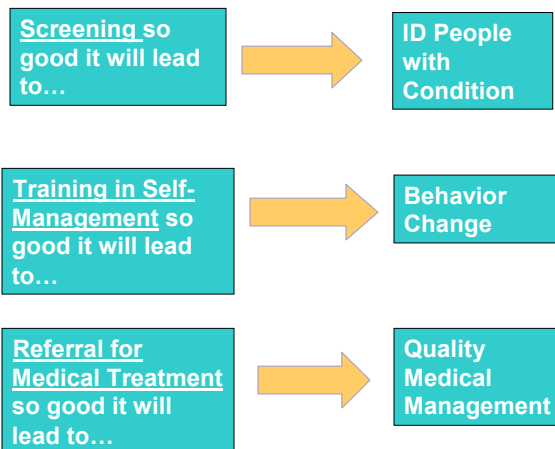 Screening so
good it will lead
to…
ID People
with
Condition
Training in Self-
Management so
good it will lead
to…
Behavior
Change
Referral for
Medical Treatment
so good it will
lead to…
Quality
Medical
Management